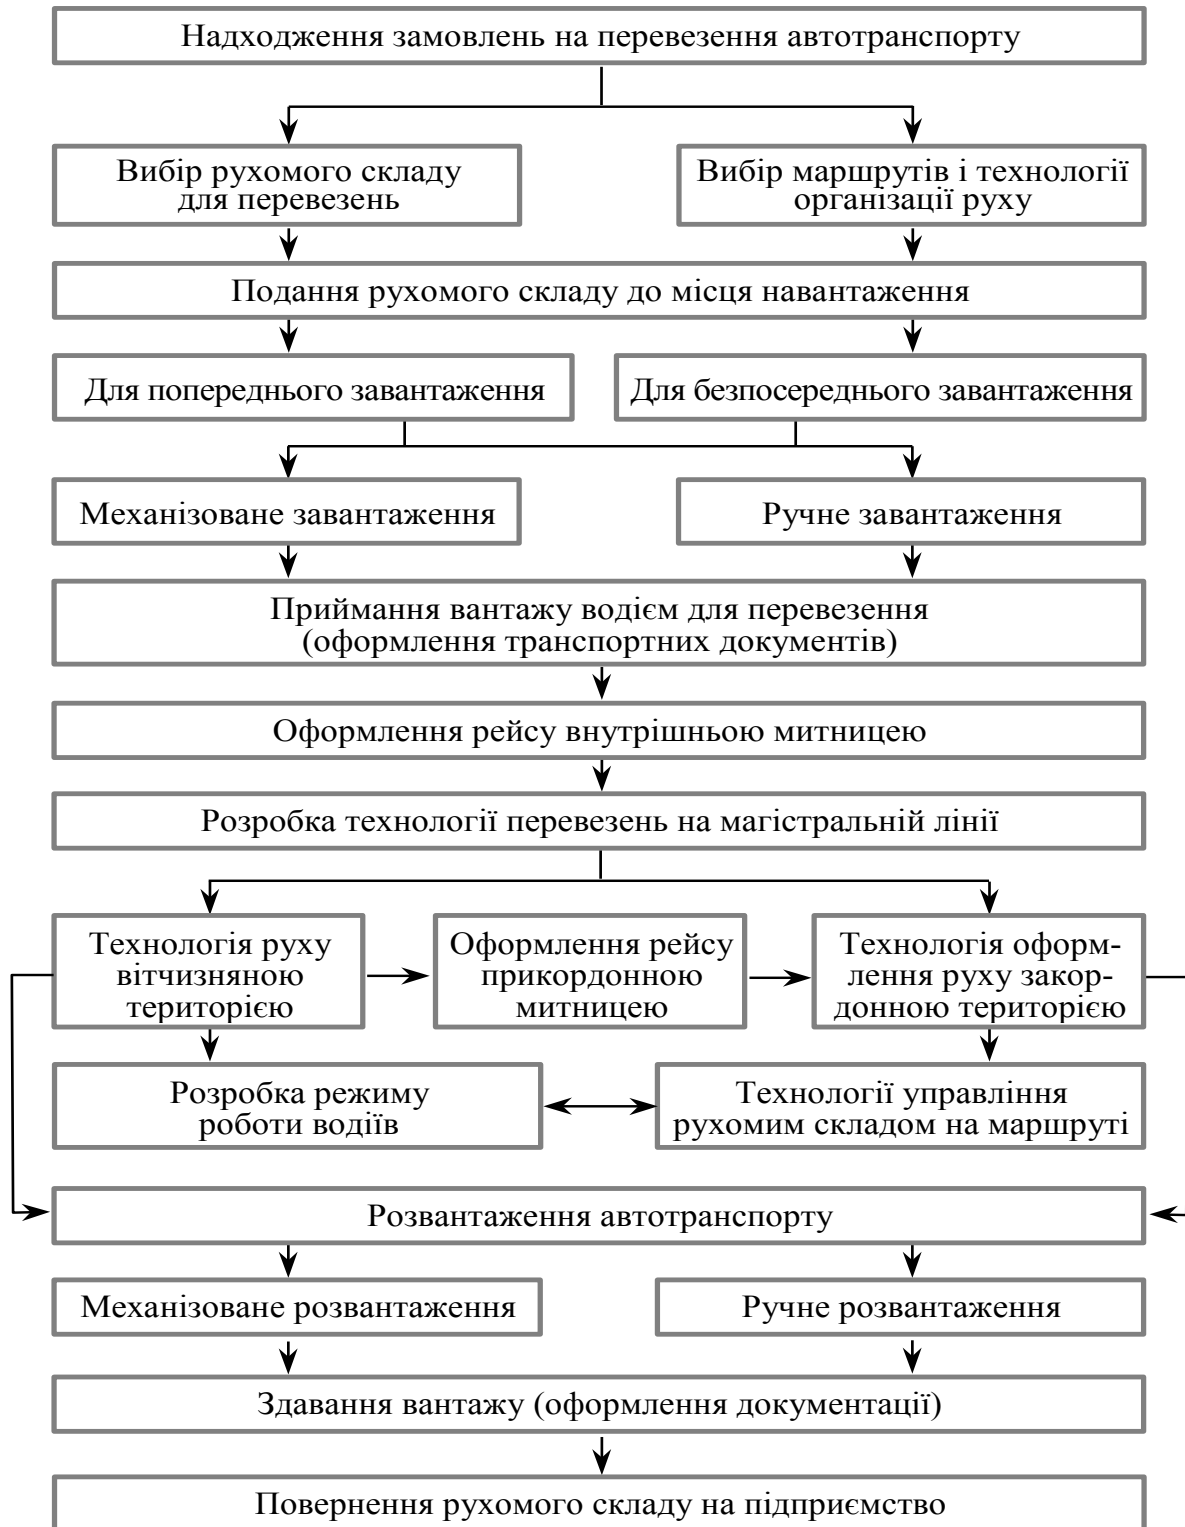 Надходження замовлень на перевезення автотранспорту
Вибір рухомого складу
для перевезень
Вибір маршрутів і технології
організації руху
Подання рухомого складу до місця навантаження
Для попереднього завантаження
Для безпосереднього завантаження
Механізоване завантаження
Ручне завантаження
Приймання вантажу водієм для перевезення
(оформлення транспортних документів)
Оформлення рейсу внутрішньою митницею
Розробка технології перевезень на магістральній лінії
Технологія руху
вітчизняною
територією
Оформлення рейсу
прикордонною
митницею
Технологія оформ-
лення руху закор-
донною територією
Розробка режиму
роботи водіїв
Технології управління
рухомим складом на маршруті
Розвантаження автотранспорту
Механізоване розвантаження
Ручне розвантаження
Здавання вантажу (оформлення документації)
Повернення рухомого складу на підприємство